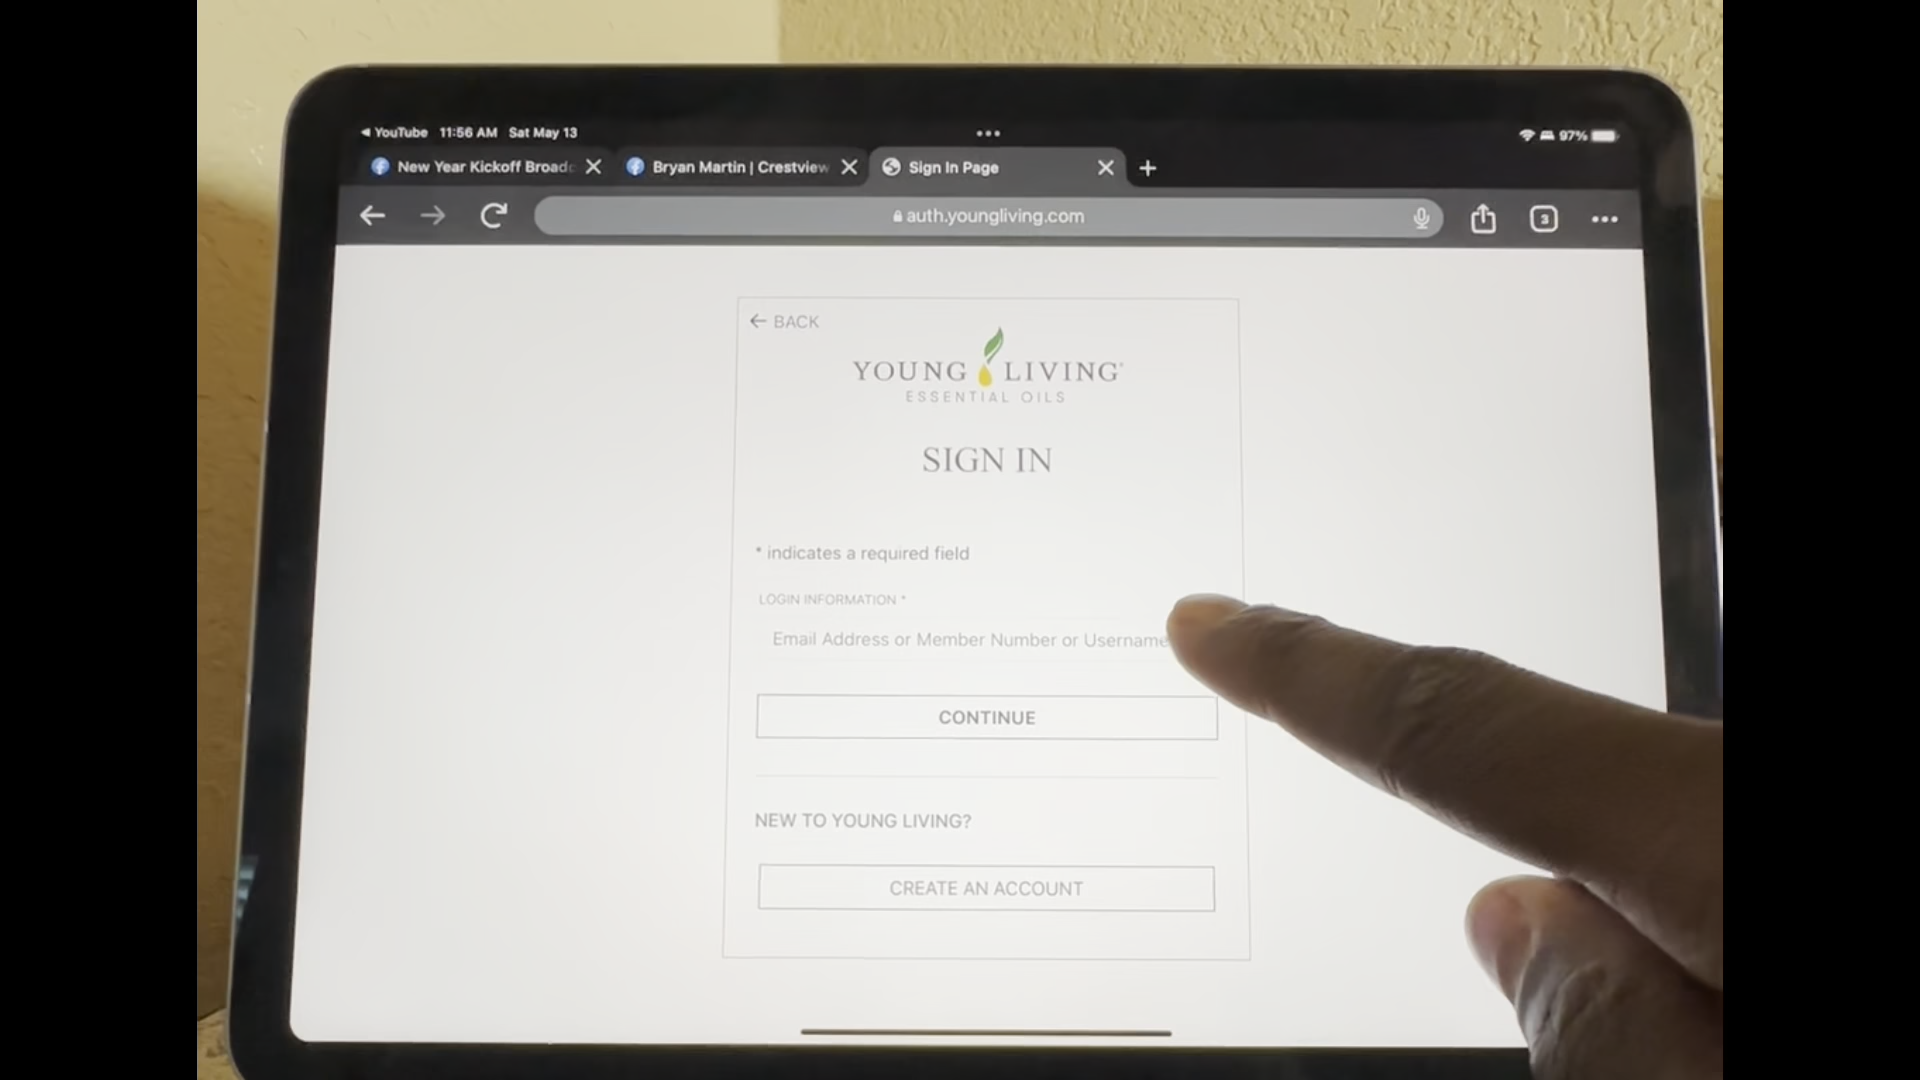 YouTube 11:56 AM Sat May 13
97%
New Year Kickoff Broadc
Bryan Martin | Crestview
Sign In Page
auth.youngliving.com
3
BACK
YOUNG LIVING
ESSENTIAL OILS
SIGN IN
* indicates a required field
LOGIN INFORMATION *
Email Address or Member Number or Username
CONTINUE
NEW TO YOUNG LIVING?
CREATE AN ACCOUNT